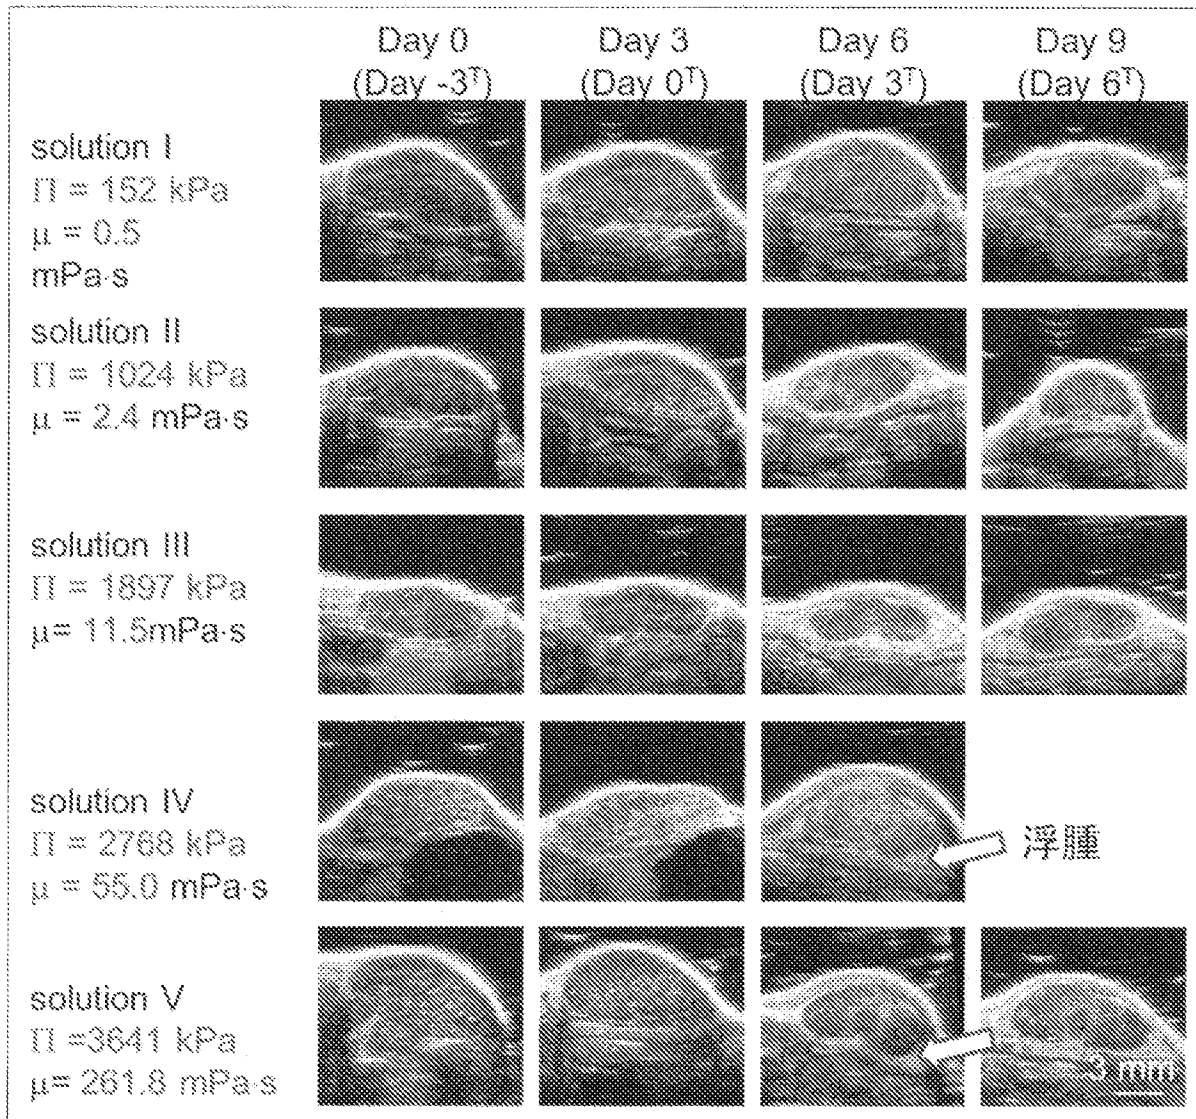 Day 0 Day 3 Day 6 Day 9
(Day -3ᵀ) (Day 0ᵀ) (Day 3ᵀ) (Day 6ᵀ)
solution I
Π = 152 kPa
μ = 0.5
mPa·s
solution II
Π = 1024 kPa
μ = 2.4 mPa·s
solution III
Π = 1897 kPa
μ= 11.5mPa·s
solution IV
Π = 2768 kPa
μ = 55.0 mPa·s
浮腫
solution V
Π =3641 kPa
μ= 261.8 mPa·s
3 mm